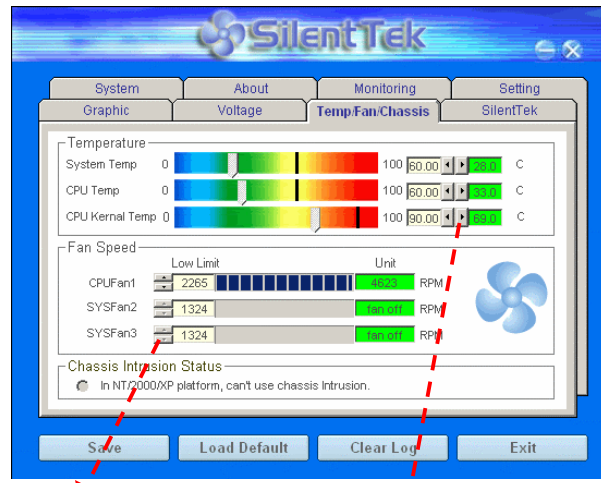 SilentTek
System About Monitoring Setting
Graphic Voltage Temp/Fan/Chassis SilentTek
Temperature
System Temp 0 100 60.00 28.0 C
CPU Temp 0 100 60.00 33.0 C
CPU Kernal Temp 0 100 90.00 69.0 C
Fan Speed
Low Limit Unit
CPUFan1 2265 4623 RPM
SYSFan2 1324 fan off RPM
SYSFan3 1324 fan off RPM
Chassis Intrusion Status
In NT/2000/XP platform, can't use chassis Intrusion.
Save Load Default Clear Log Exit